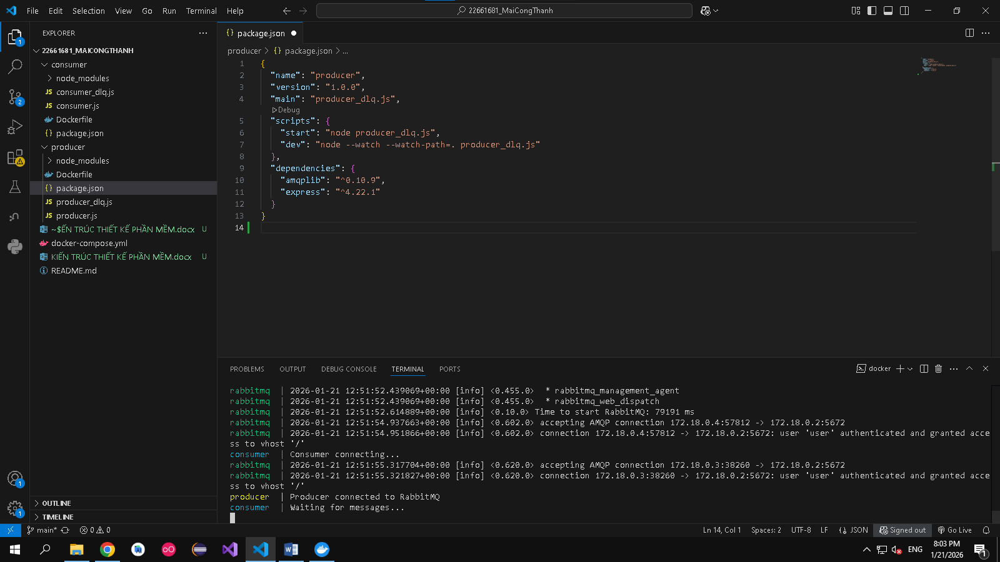 File Edit Selection View Go Run Terminal Help
22661681_MaiCongThanh
EXPLORER
22661681_MAICONGTHANH
consumer
node_modules
JS consumer_dlq.js
JS consumer.js
Dockerfile
{} package.json
producer
node_modules
Dockerfile
{} package.json
JS producer_dlq.js
JS producer.js
~$ẾN TRÚC THIẾT KẾ PHẦN MỀM.docx U
docker-compose.yml
KIẾN TRÚC THIẾT KẾ PHẦN MỀM.docx U
README.md
OUTLINE
TIMELINE
1
2
1
1
{} package.json
producer > {} package.json > ...
1 {
2 "name": "producer",
3 "version": "1.0.0",
4 "main": "producer_dlq.js",
Debug
5 "scripts": {
6 "start": "node producer_dlq.js",
7 "dev": "node --watch --watch-path=. producer_dlq.js"
8 },
9 "dependencies": {
10 "amqplib": "^0.10.9",
11 "express": "^4.22.1"
12 }
13 }
14
PROBLEMS OUTPUT DEBUG CONSOLE TERMINAL PORTS
docker
rabbitmq | 2026-01-21 12:51:52.439069+00:00 [info] <0.455.0> * rabbitmq_management_agent
rabbitmq | 2026-01-21 12:51:52.439069+00:00 [info] <0.455.0> * rabbitmq_web_dispatch
rabbitmq | 2026-01-21 12:51:52.614889+00:00 [info] <0.10.0> Time to start RabbitMQ: 79191 ms
rabbitmq | 2026-01-21 12:51:54.937663+00:00 [info] <0.602.0> accepting AMQP connection 172.18.0.4:57812 -> 172.18.0.2:5672
rabbitmq | 2026-01-21 12:51:54.951866+00:00 [info] <0.602.0> connection 172.18.0.4:57812 -> 172.18.0.2:5672: user 'user' authenticated and granted acce
ss to vhost '/'
consumer | Consumer connecting...
rabbitmq | 2026-01-21 12:51:55.317704+00:00 [info] <0.620.0> accepting AMQP connection 172.18.0.3:38260 -> 172.18.0.2:5672
rabbitmq | 2026-01-21 12:51:55.321827+00:00 [info] <0.620.0> connection 172.18.0.3:38260 -> 172.18.0.2:5672: user 'user' authenticated and granted acce
ss to vhost '/'
producer | Producer connected to RabbitMQ
consumer | Waiting for messages...
main* 0 0
Ln 14, Col 1 Spaces: 2 UTF-8 LF JSON Signed out Go Live
ENG
8:03 PM
1/21/2026
1